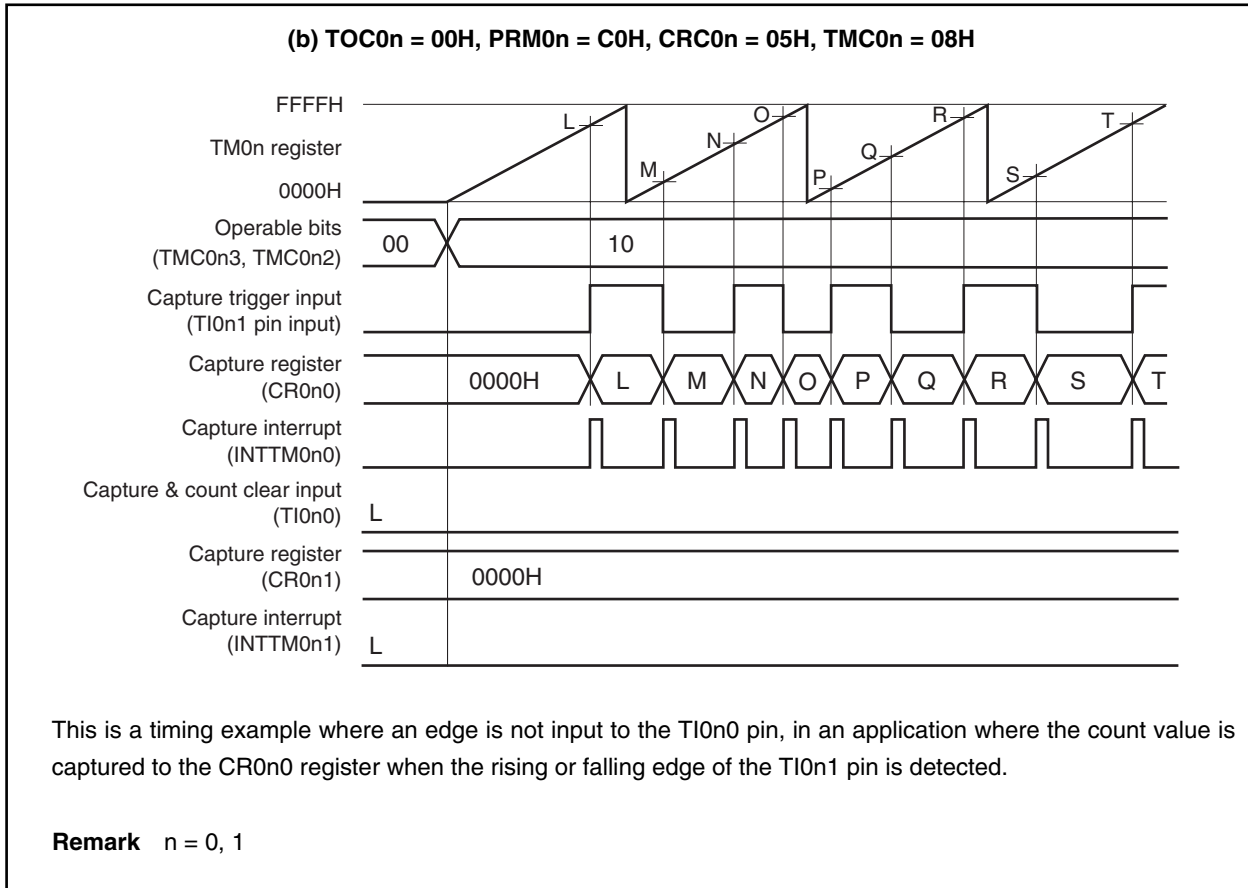 (b) TOC0n = 00H, PRM0n = C0H, CRC0n = 05H, TMC0n = 08H
FFFFH
TM0n register
0000H
L
M
N
O
P
Q
R
S
T
Operable bits
(TMC0n3, TMC0n2)
00
10
Capture trigger input
(TI0n1 pin input)
Capture register
(CR0n0)
0000H
L
M
N
O
P
Q
R
S
T
Capture interrupt
(INTTM0n0)
Capture & count clear input
(TI0n0)
L
Capture register
(CR0n1)
0000H
Capture interrupt
(INTTM0n1)
L
This is a timing example where an edge is not input to the TI0n0 pin, in an application where the count value is
captured to the CR0n0 register when the rising or falling edge of the TI0n1 pin is detected.
Remark n = 0, 1